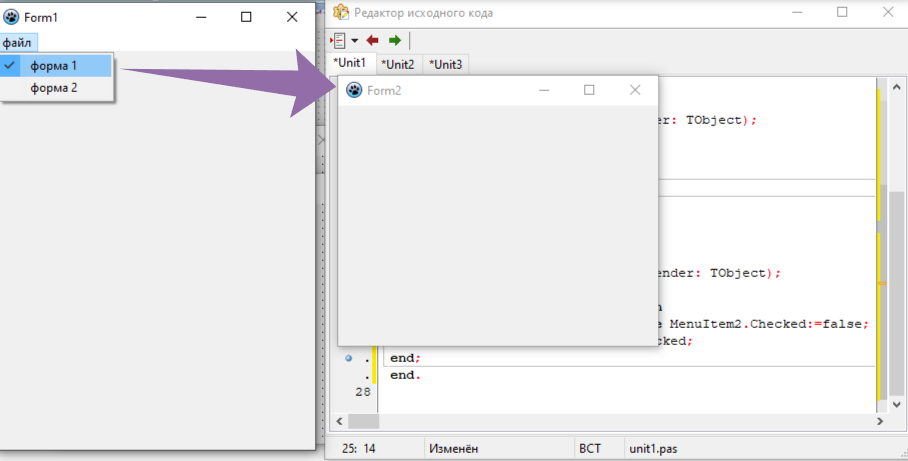 Form1
файл
форма 1
форма 2
Редактор исходного кода
*Unit1 *Unit2 *Unit3
Form2
: TObject);
ender: TObject);
MenuItem2.Checked:=false;
cked;
. end;
. end.
28
25: 14 Изменён ВСТ unit1.pas